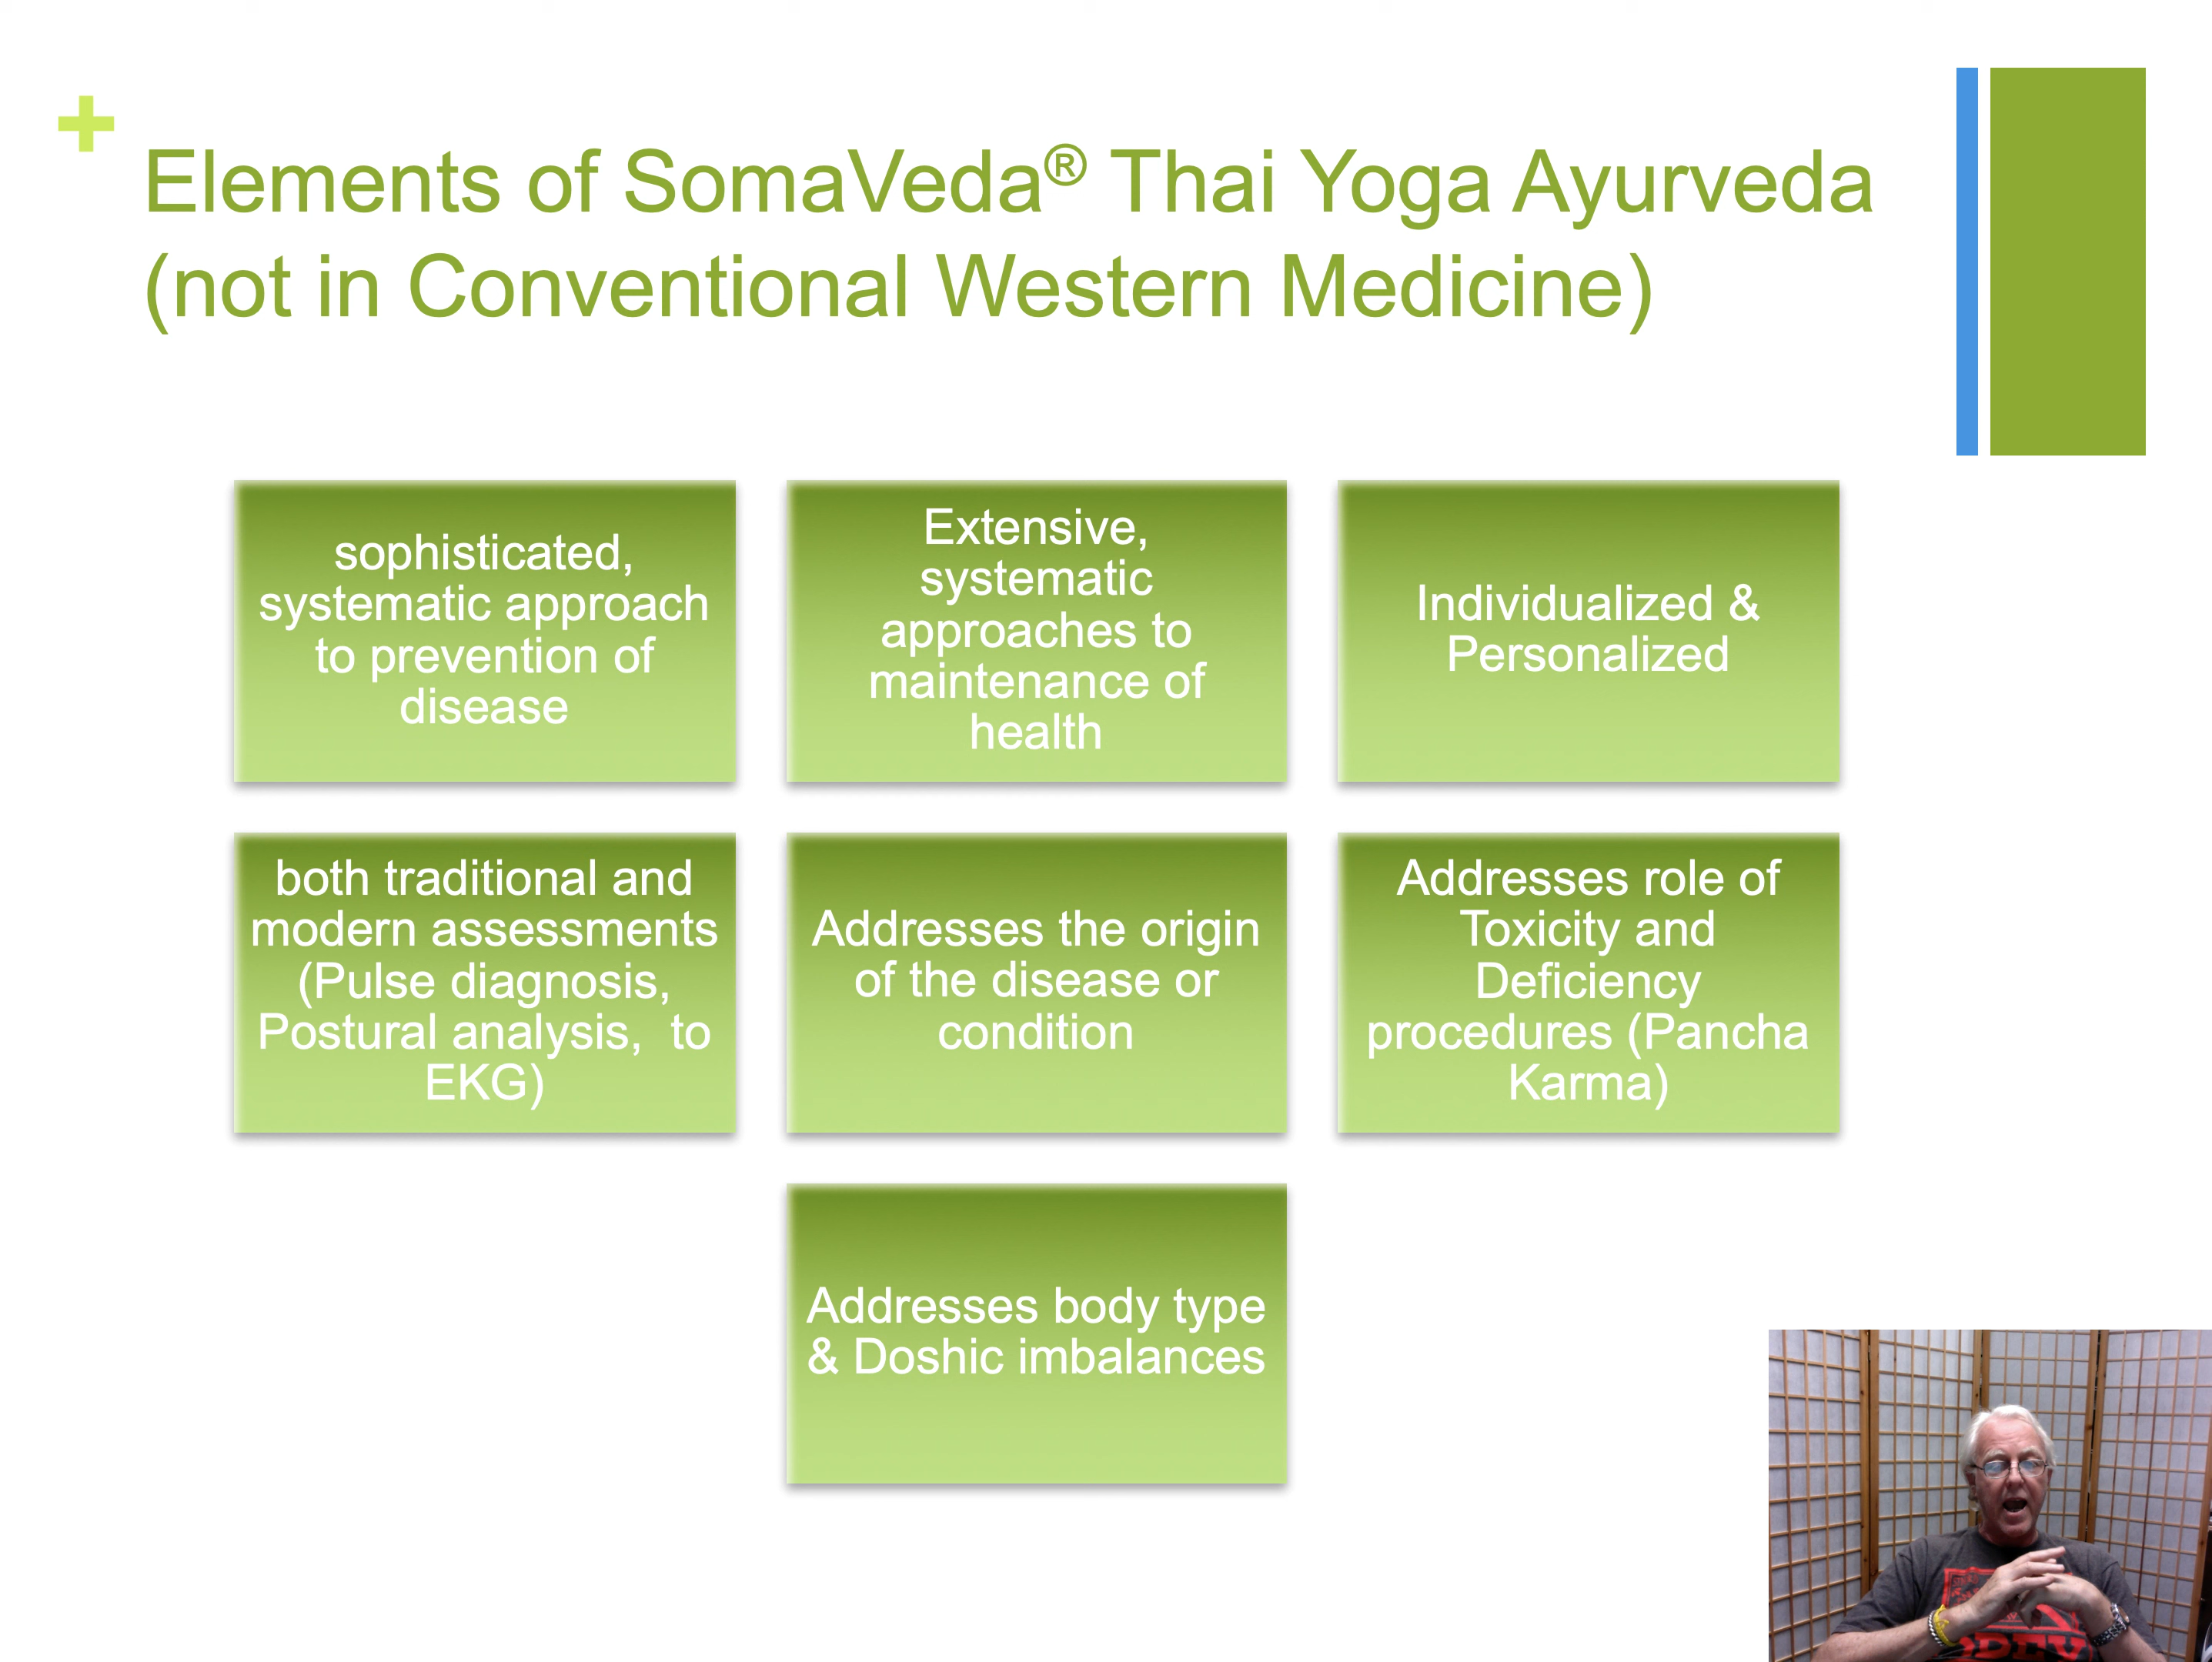 +
Elements of SomaVeda® Thai Yoga Ayurveda
(not in Conventional Western Medicine)
sophisticated,
systematic approach
to prevention of
disease
Extensive,
systematic
approaches to
maintenance of
health
Individualized &
Personalized
both traditional and
modern assessments
(Pulse diagnosis,
Postural analysis, to
EKG)
Addresses the origin
of the disease or
condition
Addresses role of
Toxicity and
Deficiency
procedures (Pancha
Karma)
Addresses body type
& Doshic imbalances